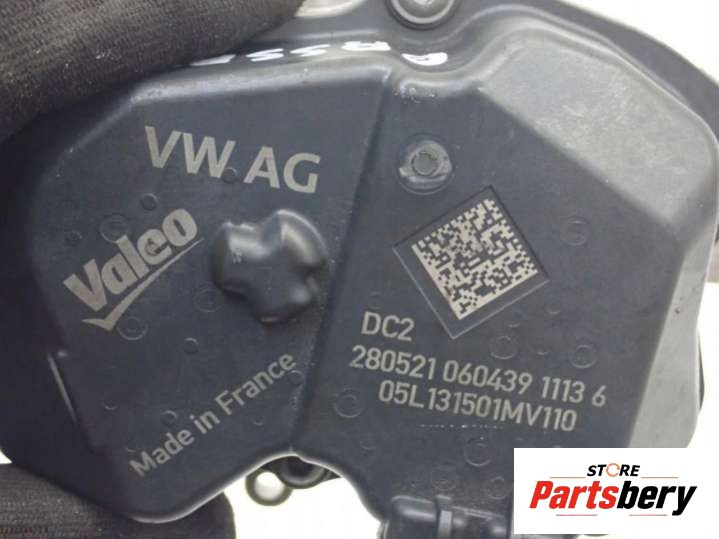 VW AG
Valeo
Made in France
DC2
280521 060439 1113 6
05L131501MV110
STORE
Partsbery